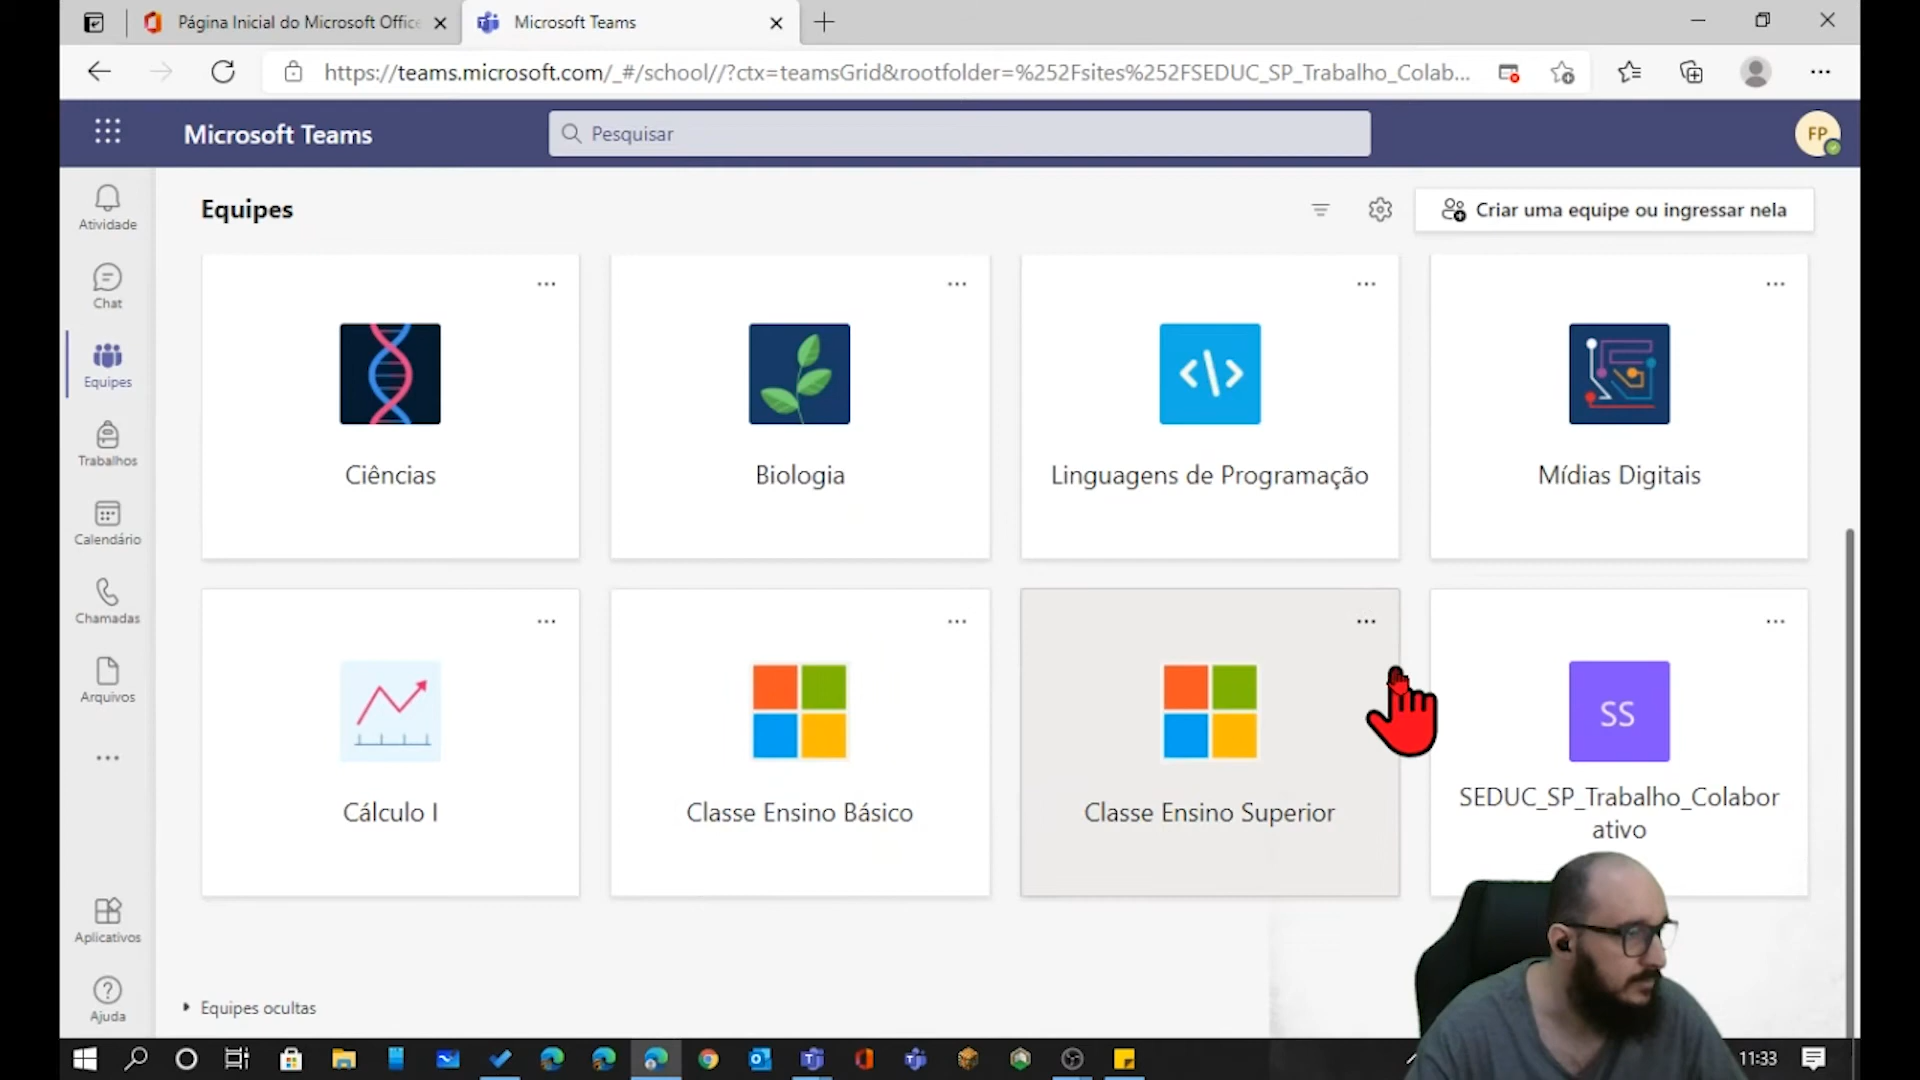 Página Inicial do Microsoft Office
Microsoft Teams
https://teams.microsoft.com/_#/school//?ctx=teamsGrid&rootfolder=%252Fsites%252FSEDUC_SP_Trabalho_Colab...
Microsoft Teams
Pesquisar
FP
Atividade
Chat
Equipes
Trabalhos
Calendário
Chamadas
Arquivos
Aplicativos
Ajuda
Equipes
Criar uma equipe ou ingressar nela
Ciências
Biologia
</>
Linguagens de Programação
Mídias Digitais
Cálculo I
Classe Ensino Básico
Classe Ensino Superior
SS
SEDUC_SP_Trabalho_Colabor
ativo
Equipes ocultas
11:33